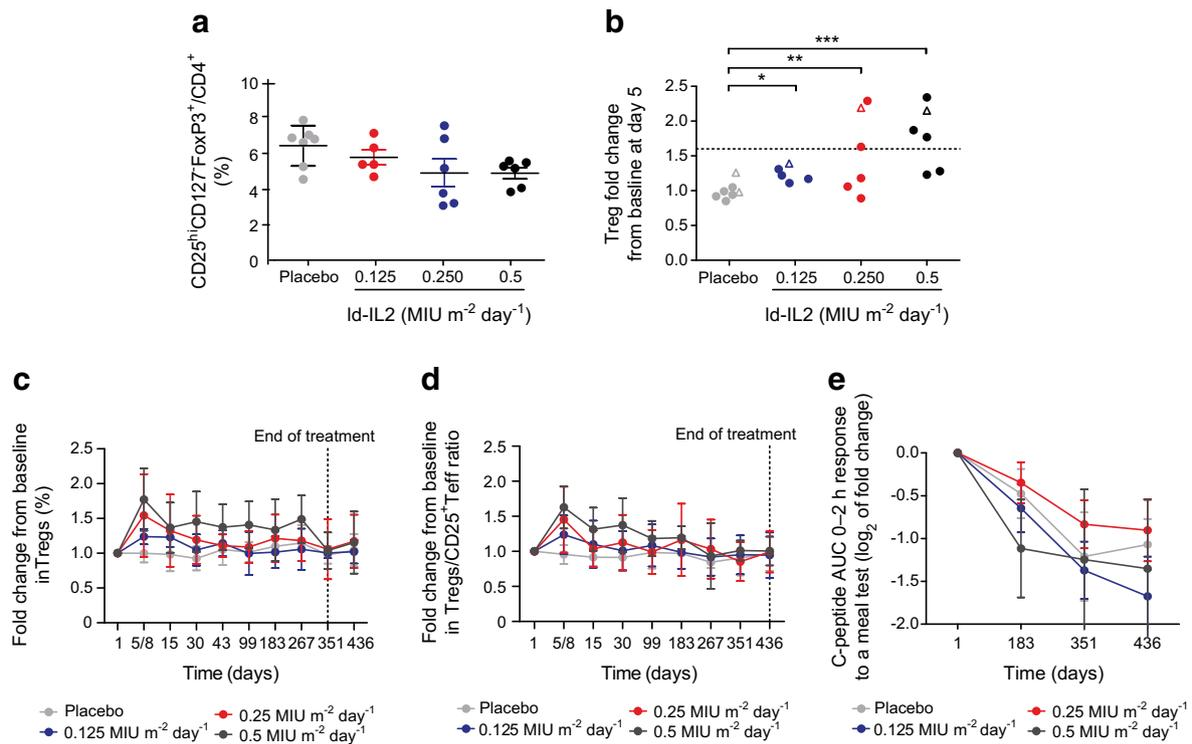 a
CD25hiCD127-FoxP3+/CD4+
(%)
10
8
6
4
2
0
Placebo 0.125 0.250 0.5
ld-IL2 (MIU m-2 day-1)
b
***
**
*
Treg fold change
from basline at day 5
2.5
2.0
1.5
1.0
0.5
0.0
Placebo 0.125 0.250 0.5
ld-IL2 (MIU m-2 day-1)
c
Fold change from baseline
inTregs (%)
End of treatment
2.5
2.0
1.5
1.0
0.5
0
1 5/8 15 30 43 99 183 267 351 436
Time (days)
Placebo
0.125 MIU m-2 day-1
0.25 MIU m-2 day-1
0.5 MIU m-2 day-1
d
Fold change from baseline
in Tregs/CD25+Teff ratio
End of treatment
2.5
2.0
1.5
1.0
0.5
0
1 5/8 15 30 99 183 267 351 436
Time (days)
Placebo
0.125 MIU m-2 day-1
0.25 MIU m-2 day-1
0.5 MIU m-2 day-1
e
C-peptide AUC 0–2 h response
to a meal test (log2 of fold change)
0.0
-0.5
-1.0
-1.5
-2.0
1 183 351 436
Time (days)
Placebo
0.125 MIU m-2 day-1
0.25 MIU m-2 day-1
0.5 MIU m-2 day-1